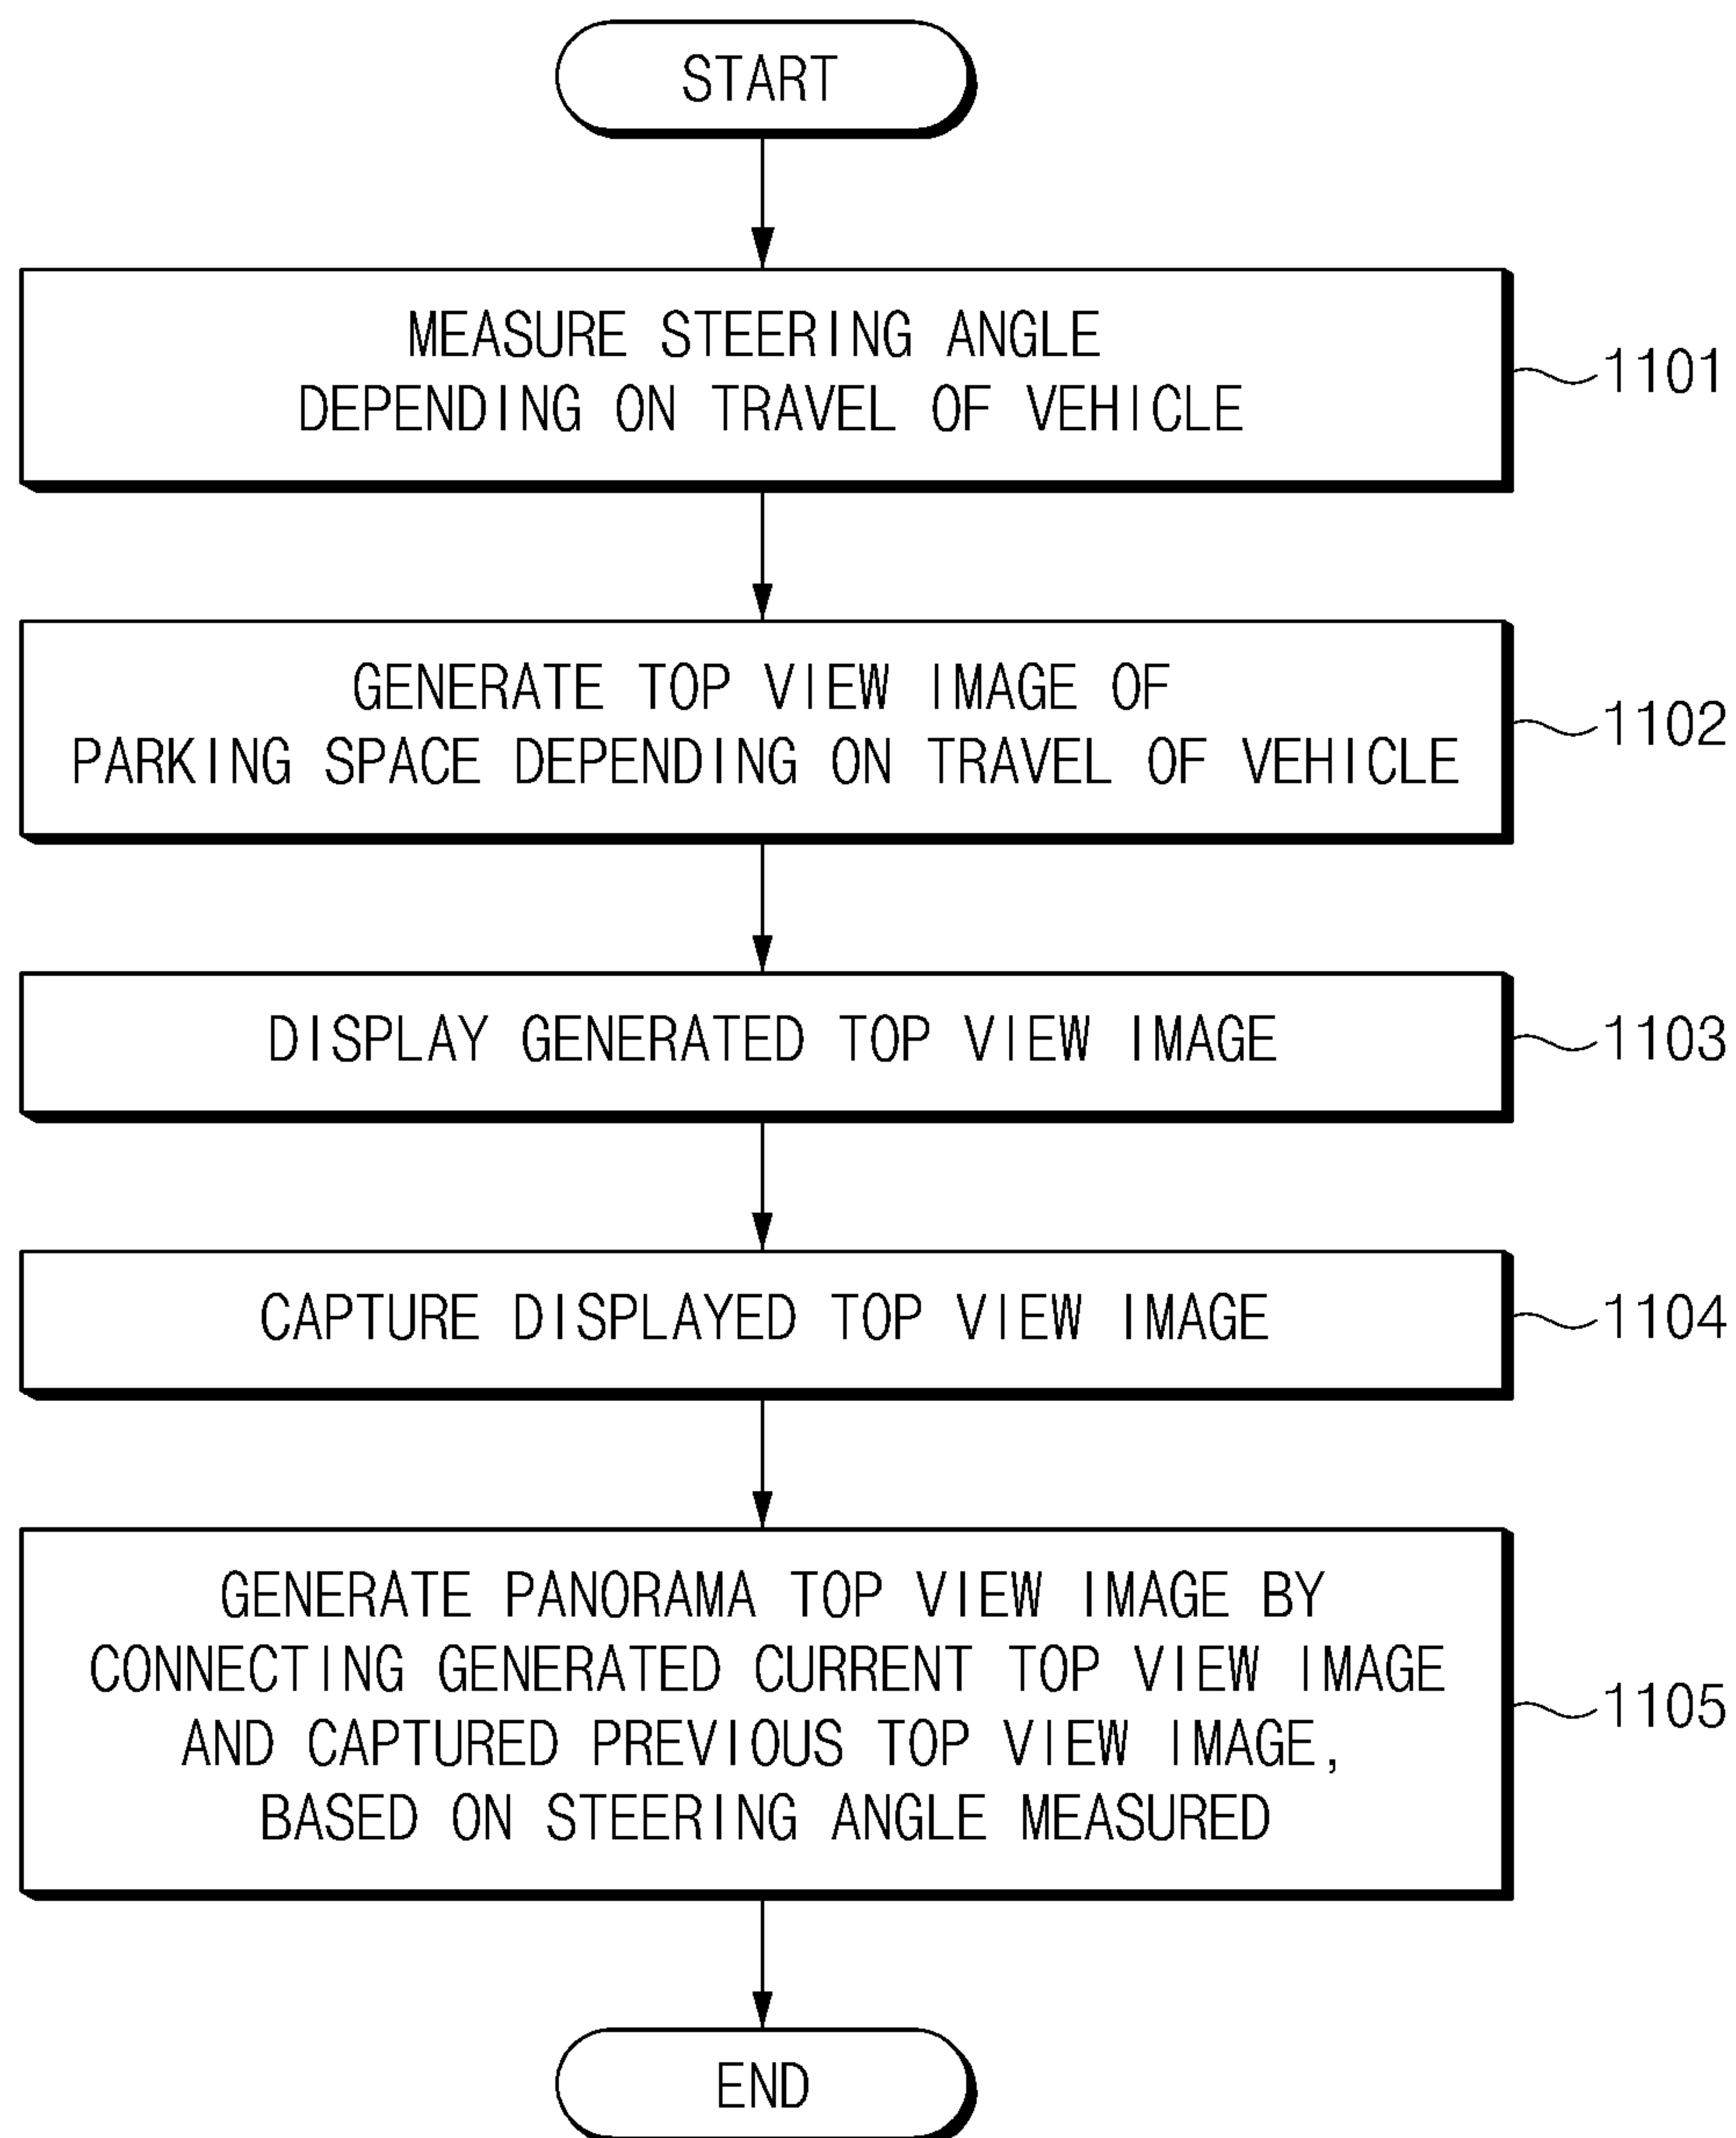 START
MEASURE STEERING ANGLE
DEPENDING ON TRAVEL OF VEHICLE
1101
GENERATE TOP VIEW IMAGE OF
PARKING SPACE DEPENDING ON TRAVEL OF VEHICLE
1102
DISPLAY GENERATED TOP VIEW IMAGE
1103
CAPTURE DISPLAYED TOP VIEW IMAGE
1104
GENERATE PANORAMA TOP VIEW IMAGE BY
CONNECTING GENERATED CURRENT TOP VIEW IMAGE
AND CAPTURED PREVIOUS TOP VIEW IMAGE,
BASED ON STEERING ANGLE MEASURED
1105
END